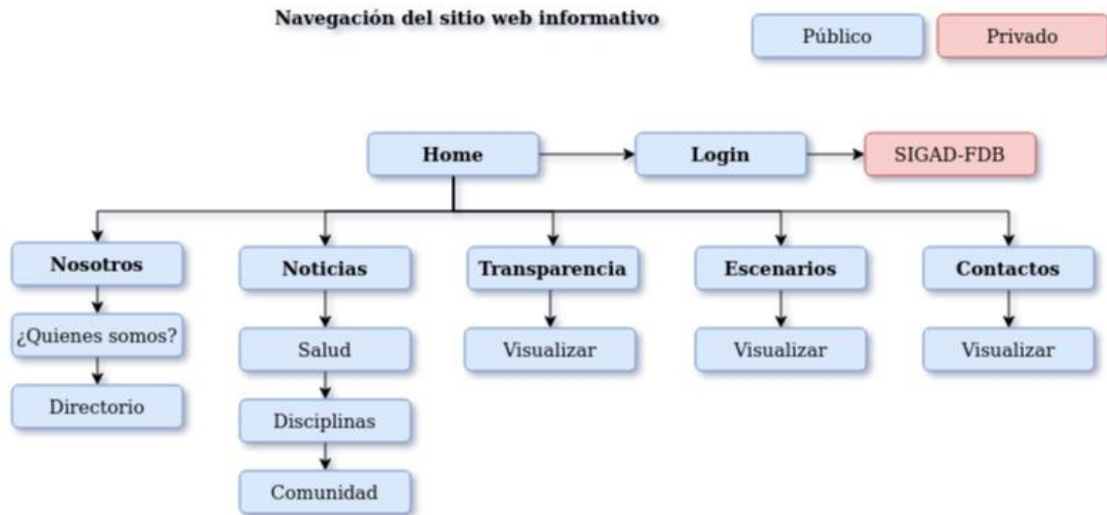 Navegación del sitio web informativo
Público
Privado
Home
Login
SIGAD-FDB
Nosotros
Noticias
Transparencia
Escenarios
Contactos
¿Quienes somos?
Salud
Visualizar
Visualizar
Visualizar
Directorio
Disciplinas
Comunidad